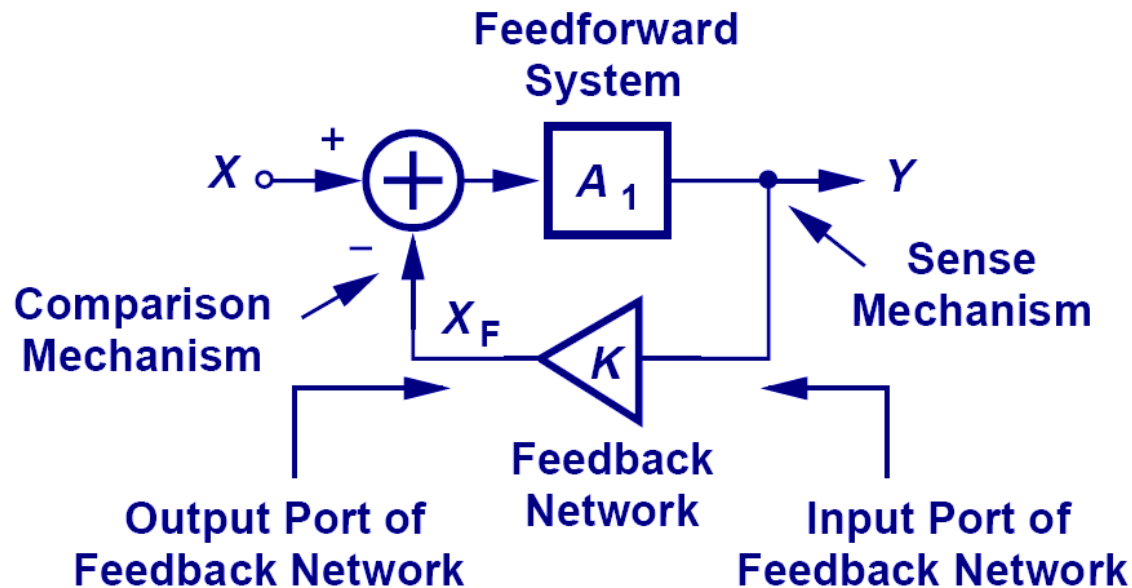 Feedforward
System
+
X
A1
Y
−
Comparison
Mechanism
XF
K
Sense
Mechanism
Feedback
Network
Output Port of
Feedback Network
Input Port of
Feedback Network